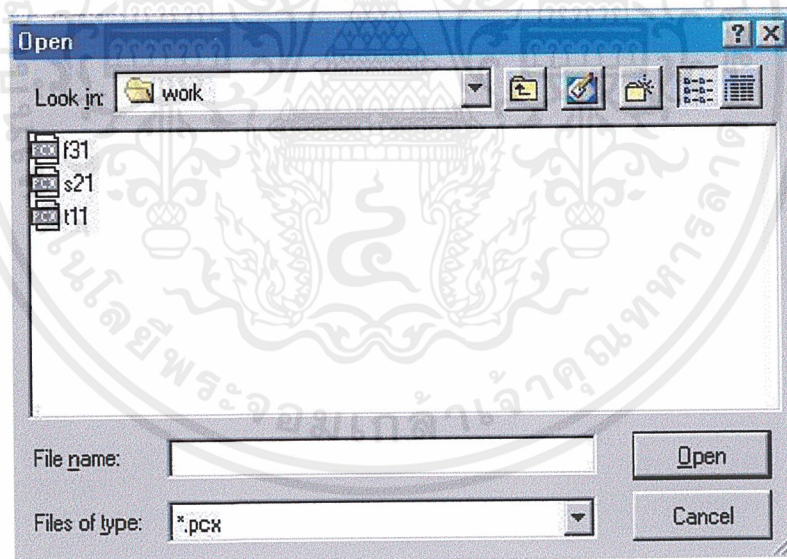 Open
Look in: work
f31
s21
t11
File name:
Open
Files of type: *.pcx
Cancel